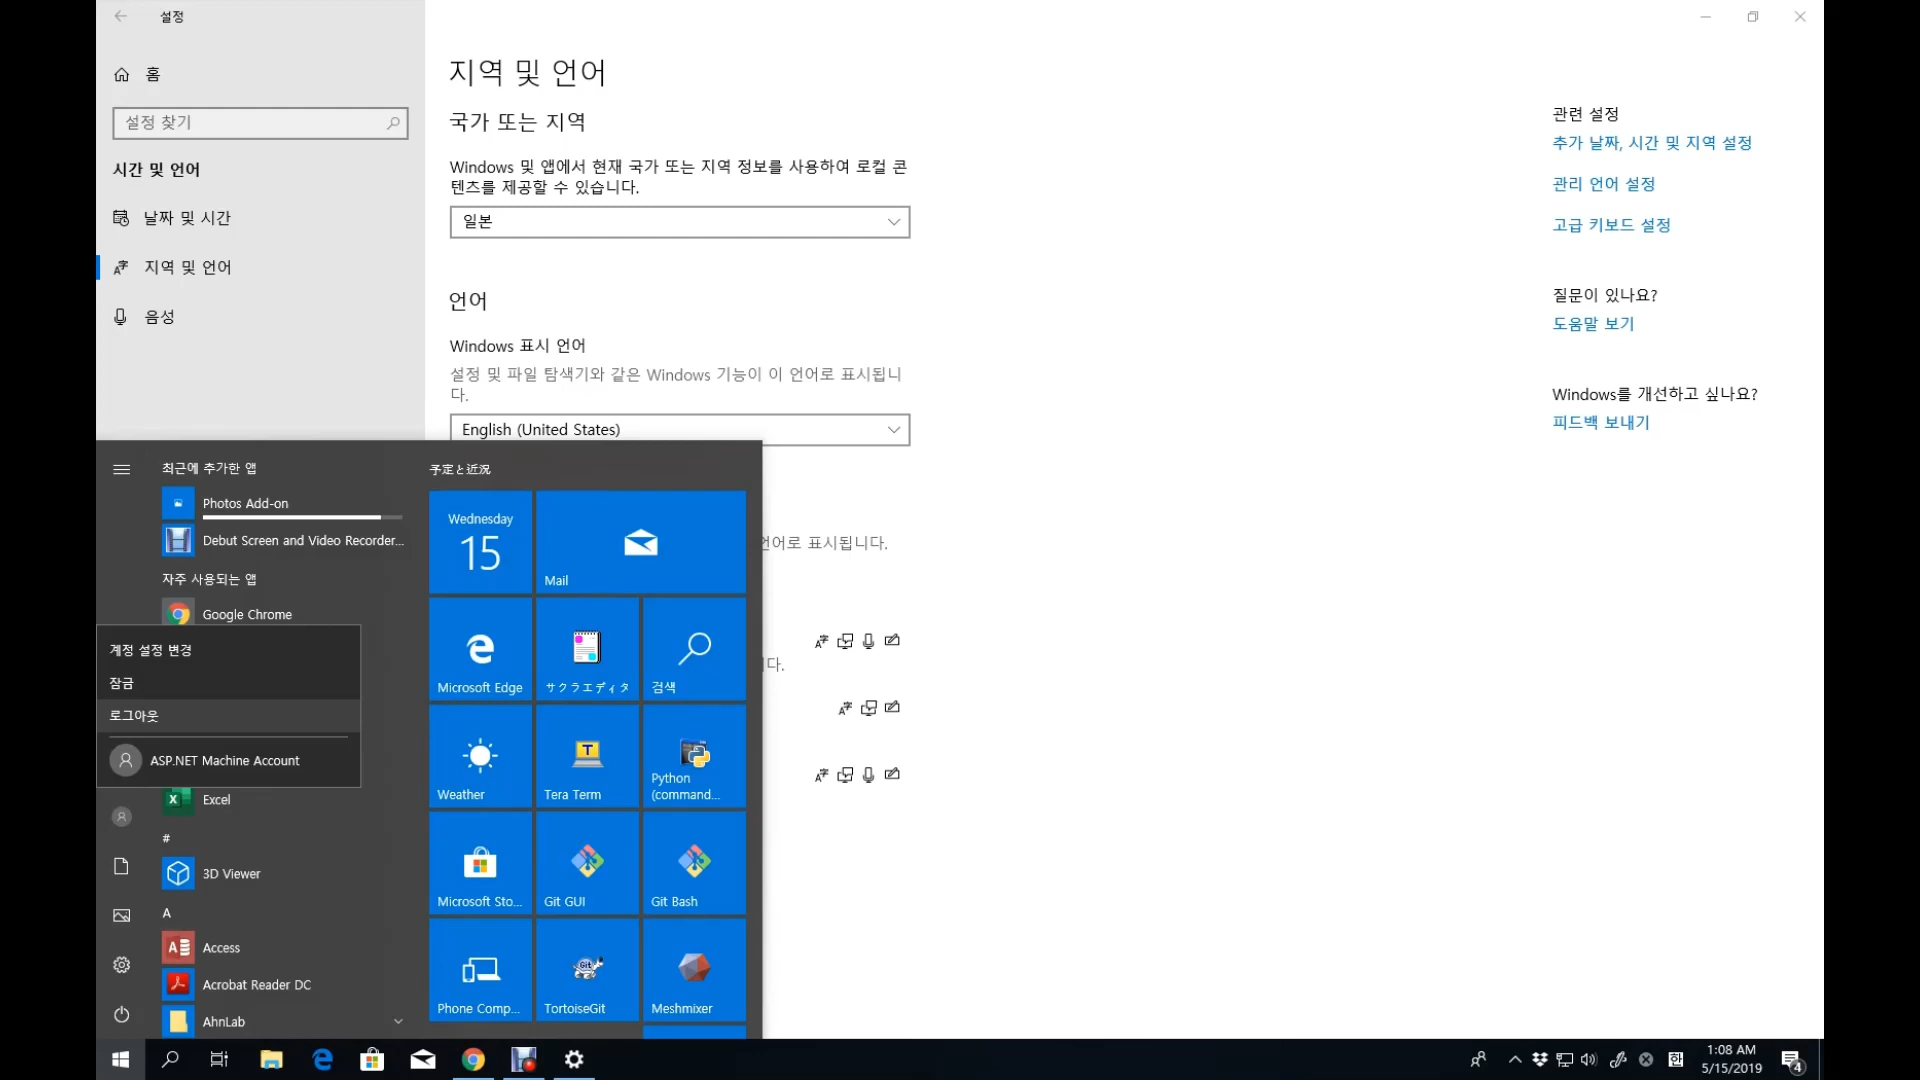 설정
홈
설정 찾기
시간 및 언어
날짜 및 시간
지역 및 언어
음성
지역 및 언어
국가 또는 지역
Windows 및 앱에서 현재 국가 또는 지역 정보를 사용하여 로컬 콘
텐츠를 제공할 수 있습니다.
일본
언어
Windows 표시 언어
설정 및 파일 탐색기와 같은 Windows 기능이 이 언어로 표시됩니
다.
English (United States)
언어로 표시됩니다.
다.
관련 설정
추가 날짜, 시간 및 지역 설정
관리 언어 설정
고급 키보드 설정
질문이 있나요?
도움말 보기
Windows를 개선하고 싶나요?
피드백 보내기
최근에 추가한 앱
Photos Add-on
Debut Screen and Video Recorder...
자주 사용되는 앱
Google Chrome
계정 설정 변경
잠금
로그아웃
ASP.NET Machine Account
Excel
#
3D Viewer
A
Access
Acrobat Reader DC
AhnLab
予定と近況
Wednesday
15
Mail
Microsoft Edge
サクラエディタ
검색
Weather
Tera Term
Python
(command...
Microsoft Sto...
Git GUI
Git Bash
Phone Comp...
TortoiseGit
Meshmixer
한
1:08 AM
5/15/2019
4